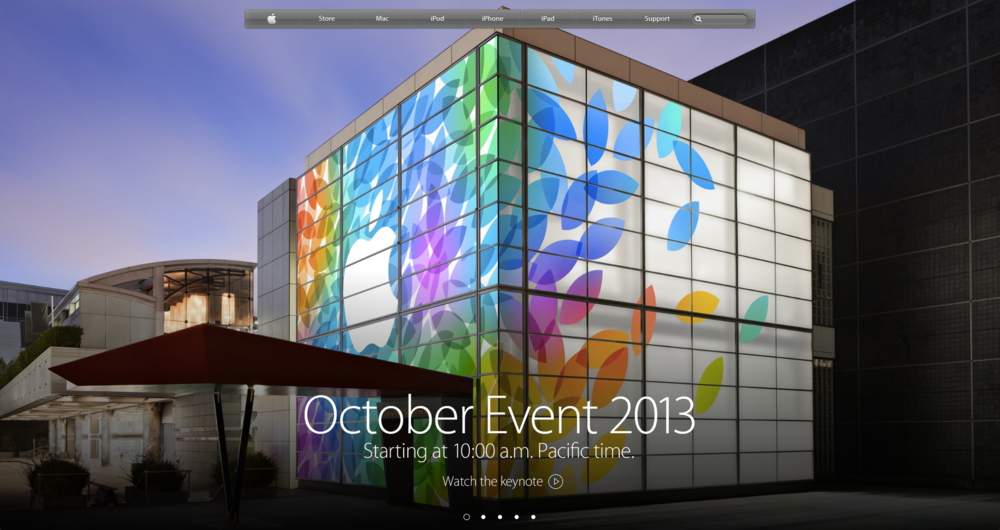 Store Mac iPod iPhone iPad iTunes Support
October Event 2013
Starting at 10:00 a.m. Pacific time.
Watch the keynote